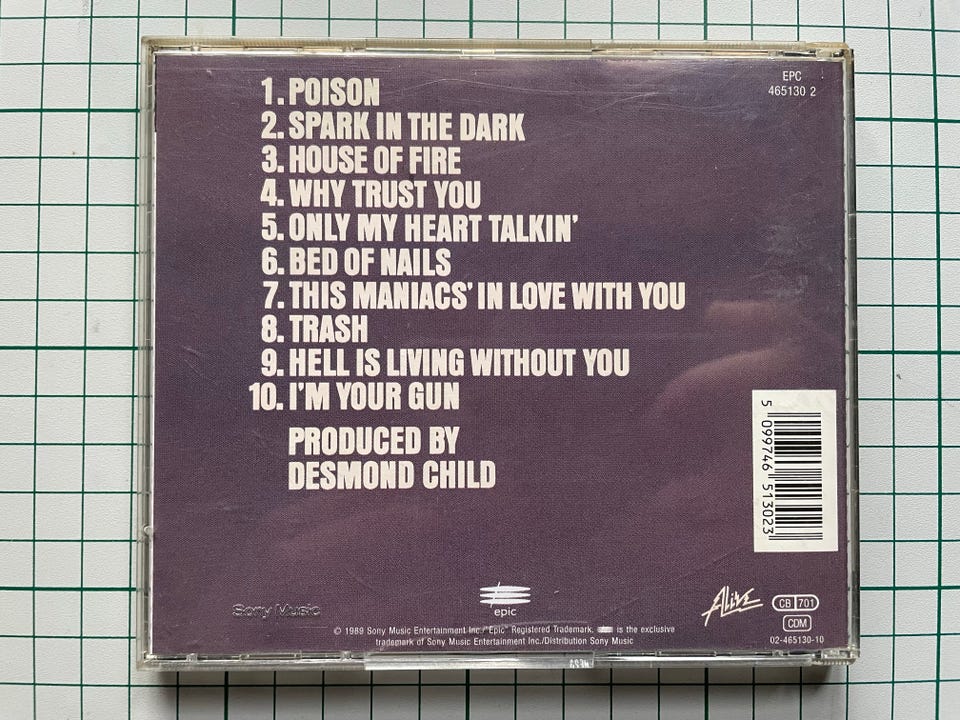 1. POISON
2. SPARK IN THE DARK
3. HOUSE OF FIRE
4. WHY TRUST YOU
5. ONLY MY HEART TALKIN'
6. BED OF NAILS
7. THIS MANIACS' IN LOVE WITH YOU
8. TRASH
9. HELL IS LIVING WITHOUT YOU
10. I'M YOUR GUN
PRODUCED BY
DESMOND CHILD
EPC
465130 2
5 099746 513023
Sony Music
epic
© 1989 Sony Music Entertainment Inc./"Epic" Registered Trademark. is the exclusive
trademark of Sony Music Entertainment Inc./Distribution Sony Music
Alive
CB 701
CDM
02-465130-10